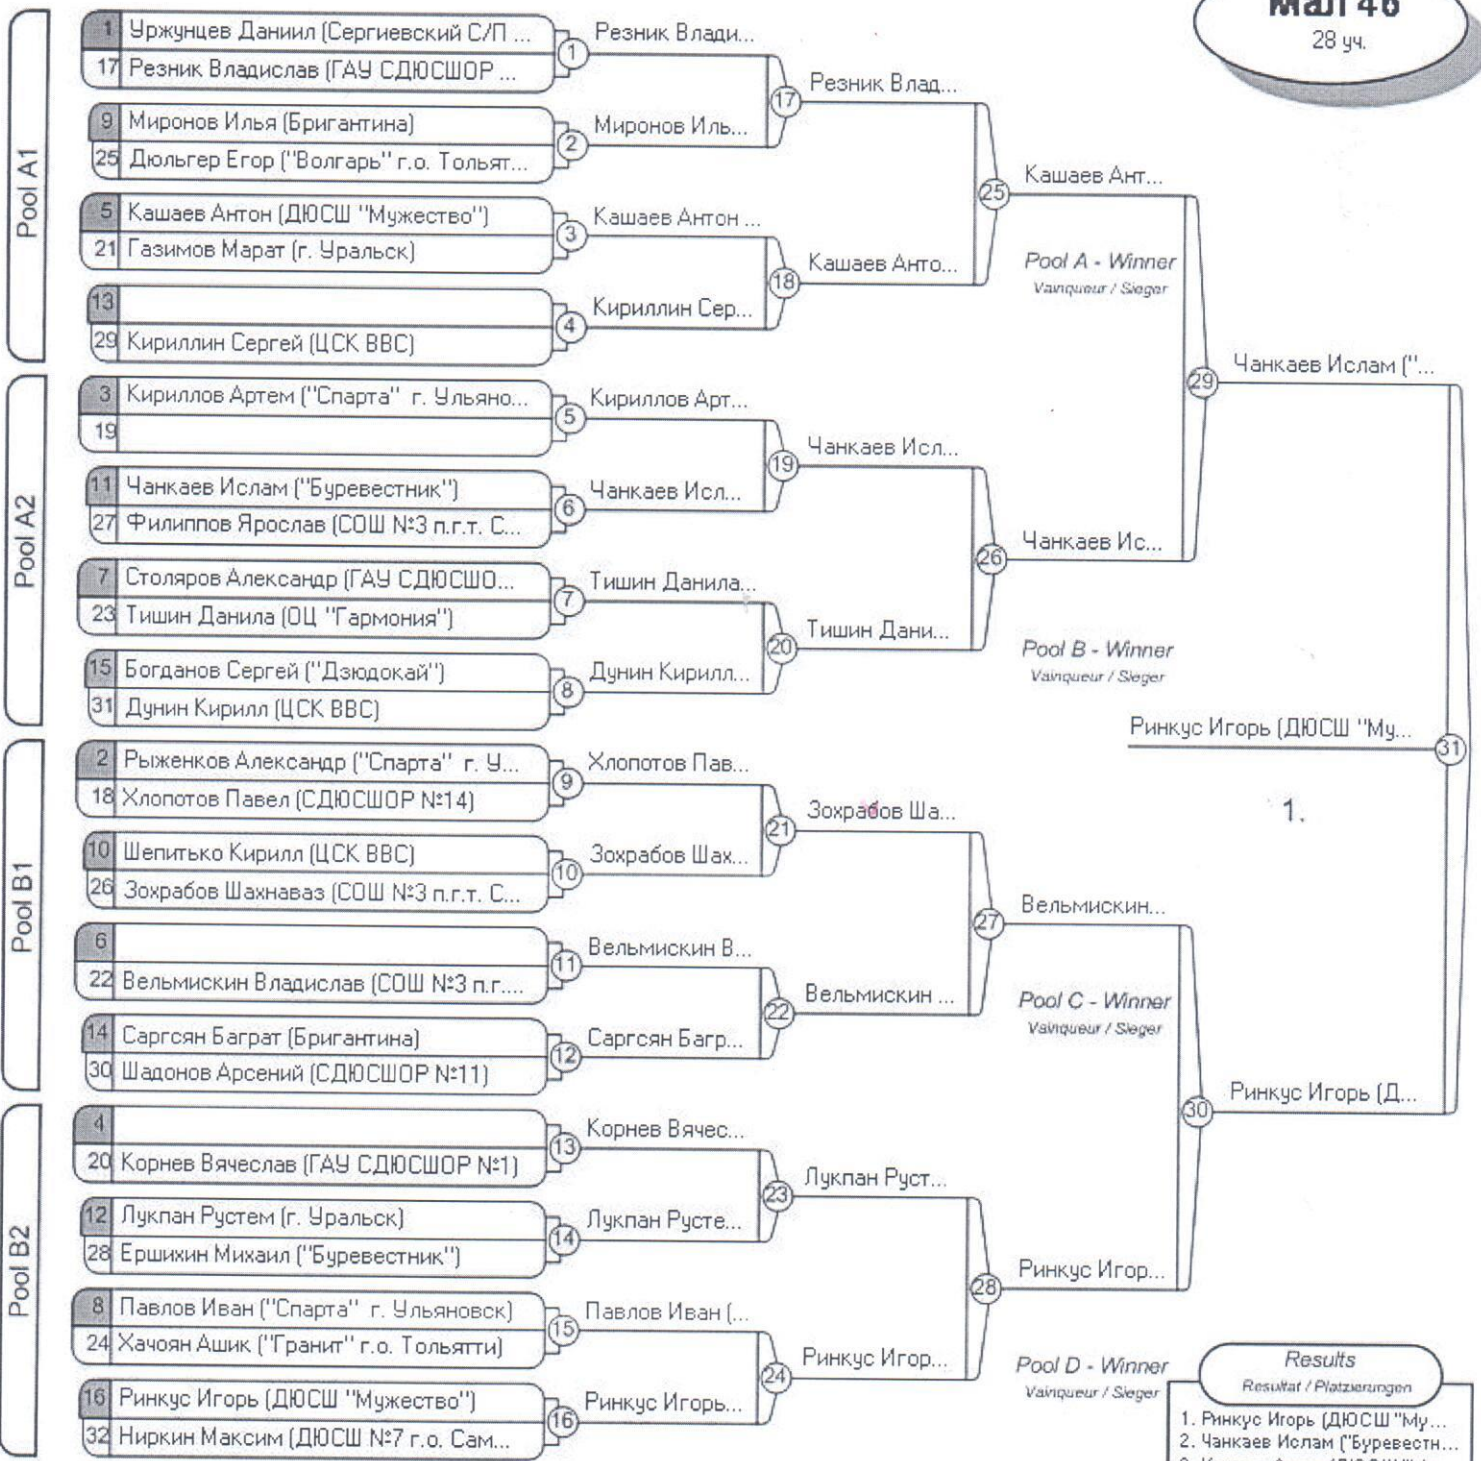 Мал 46
28 уч.
Pool A1
1 Уржунцев Даниил (Сергиевский С/П ...
17 Резник Владислав (ГАУ СДЮСШОР ...
1
Резник Влади...
9 Миронов Илья (Бригантина)
25 Дюльгер Егор ("Волгарь" г.о. Тольят...
2
Миронов Иль...
17
Резник Влад...
5 Кашаев Антон (ДЮСШ "Мужество")
21 Газимов Марат (г. Уральск)
3
Кашаев Антон ...
13
29 Кириллин Сергей (ЦСК ВВС)
4
Кириллин Сер...
18
Кашаев Анто...
25
Кашаев Ант...
Pool A - Winner
Vainqueur / Sieger
Pool A2
3 Кириллов Артем ("Спарта" г. Ульяно...
19
5
Кириллов Арт...
11 Чанкаев Ислам ("Буревестник")
27 Филиппов Ярослав (СОШ №3 п.г.т. С...
6
Чанкаев Исл...
19
Чанкаев Исл...
7 Столяров Александр (ГАУ СДЮСШО...
23 Тишин Данила (ОЦ "Гармония")
7
Тишин Данила...
15 Богданов Сергей ("Дзюдокай")
31 Дунин Кирилл (ЦСК ВВС)
8
Дунин Кирилл...
20
Тишин Дани...
26
Чанкаев Ис...
Pool B - Winner
Vainqueur / Sieger
29
Чанкаев Ислам ("...
Pool B1
2 Рыженков Александр ("Спарта" г. У...
18 Хлопотов Павел (СДЮСШОР №14)
9
Хлопотов Пав...
10 Шепитько Кирилл (ЦСК ВВС)
26 Зохрабов Шахнаваз (СОШ №3 п.г.т. С...
10
Зохрабов Шах...
21
Зохрабов Ша...
6
22 Вельмискин Владислав (СОШ №3 п.г....
11
Вельмискин В...
14 Саргсян Баграт (Бригантина)
30 Шадонов Арсений (СДЮСШОР №11)
12
Саргсян Багр...
22
Вельмискин ...
27
Вельмискин...
Pool C - Winner
Vainqueur / Sieger
Pool B2
4
20 Корнев Вячеслав (ГАУ СДЮСШОР №1)
13
Корнев Вячес...
12 Лукпан Рустем (г. Уральск)
28 Ершихин Михаил ("Буревестник")
14
Лукпан Русте...
23
Лукпан Руст...
8 Павлов Иван ("Спарта" г. Ульяновск)
24 Хачоян Ашик ("Гранит" г.о. Тольятти)
15
Павлов Иван (...
16 Ринкус Игорь (ДЮСШ "Мужество")
32 Ниркин Максим (ДЮСШ №7 г.о. Сам...
16
Ринкус Игорь...
24
Ринкус Игор...
28
Ринкус Игор...
Pool D - Winner
Vainqueur / Sieger
30
Ринкус Игорь (Д...
Ринкус Игорь (ДЮСШ "Му...
31
1.
Results
Resultat / Platzierungen
1. Ринкус Игорь (ДЮСШ "Му...
2. Чанкаев Ислам ("Буревестн...